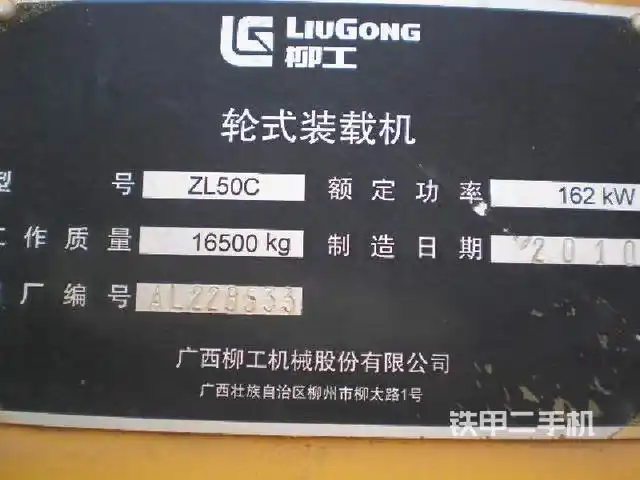 LIUGONG
柳工
轮式装载机
型号 ZL50C 额定功率 162 kW
工作质量 16500 kg 制造日期 2010
厂编号 AL229533
广西柳工机械股份有限公司
广西壮族自治区柳州市柳太路1号
铁甲二手机